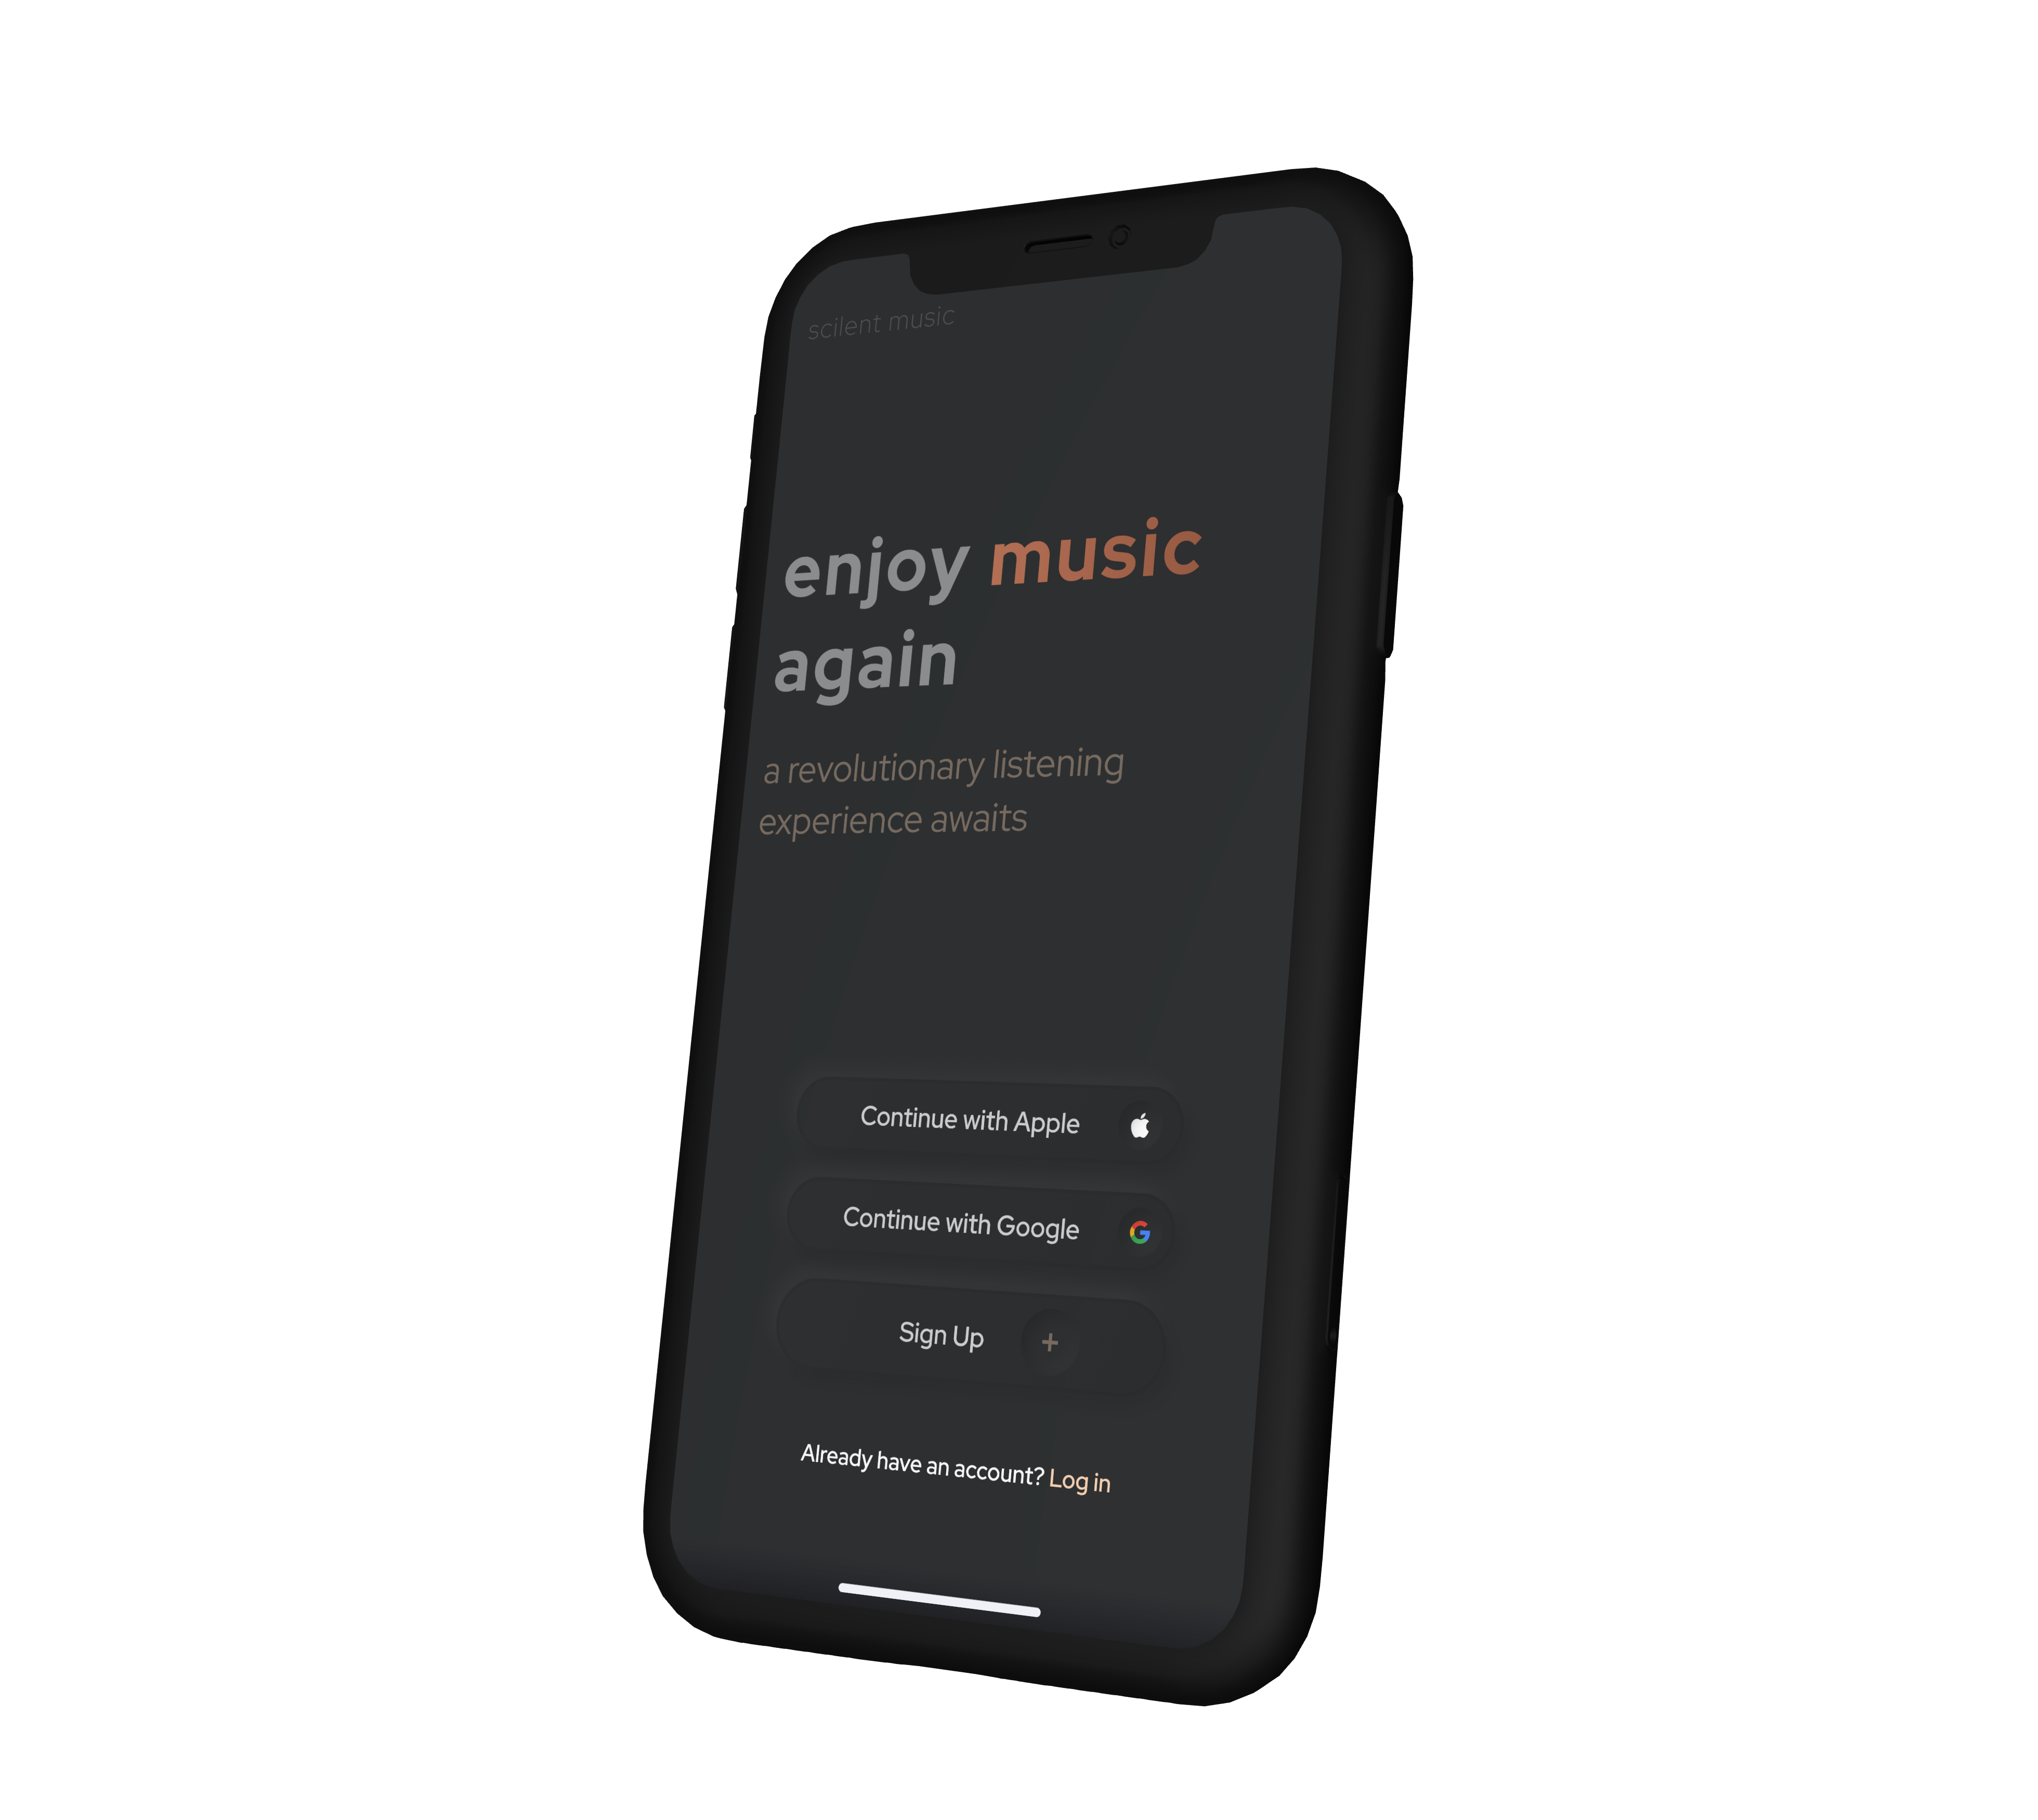 scilent music
enjoy music
again
a revolutionary listening
experience awaits
Continue with Apple
Continue with Google
Sign Up +
Already have an account? Log in